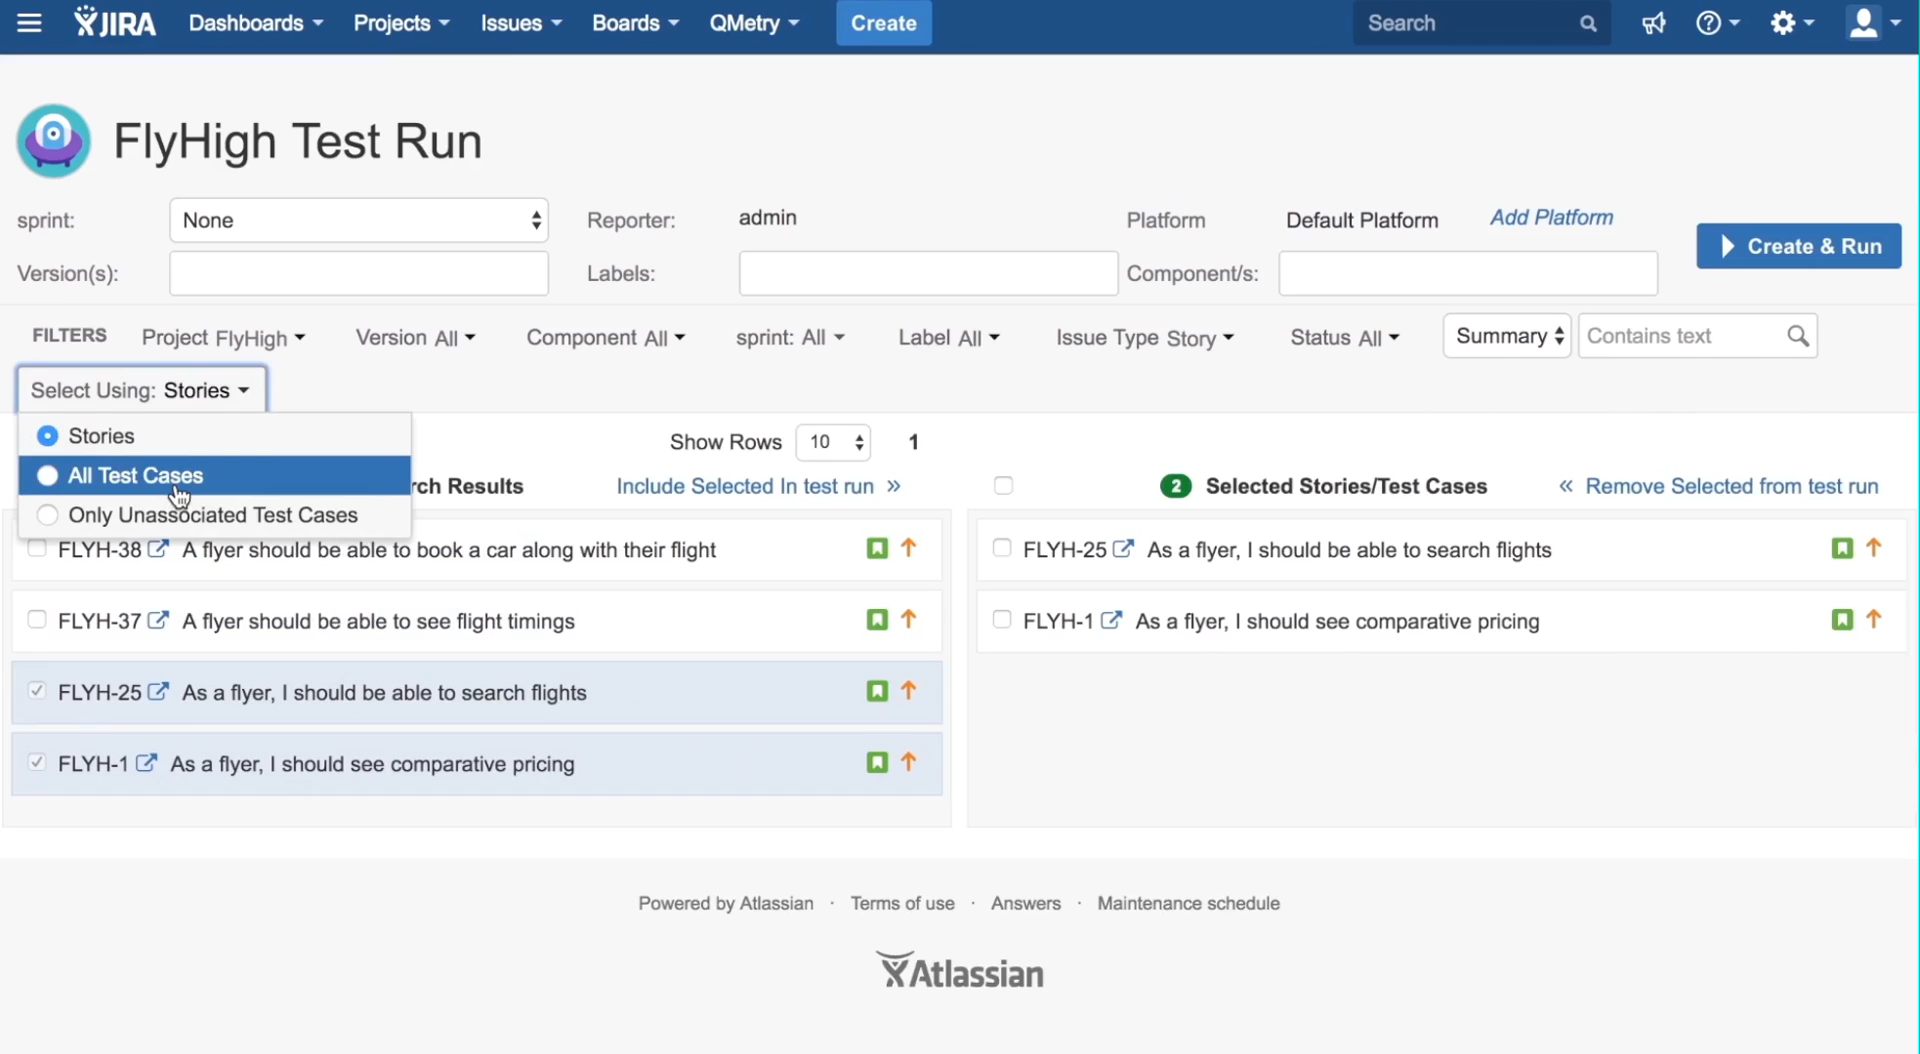 JIRA Dashboards Projects Issues Boards QMetry Create Search
FlyHigh Test Run
sprint: None Reporter: admin Platform Default Platform Add Platform
Create & Run
Version(s): Labels: Component/s:
FILTERS Project FlyHigh Version All Component All sprint: All Label All Issue Type Story Status All Summary Contains text
Select Using: Stories
Stories
All Test Cases
Only Unassociated Test Cases
Show Rows 10 1
rch Results Include Selected In test run »
2 Selected Stories/Test Cases « Remove Selected from test run
FLYH-38 A flyer should be able to book a car along with their flight
FLYH-37 A flyer should be able to see flight timings
FLYH-25 As a flyer, I should be able to search flights
FLYH-1 As a flyer, I should see comparative pricing
FLYH-25 As a flyer, I should be able to search flights
FLYH-1 As a flyer, I should see comparative pricing
Powered by Atlassian · Terms of use · Answers · Maintenance schedule
Atlassian